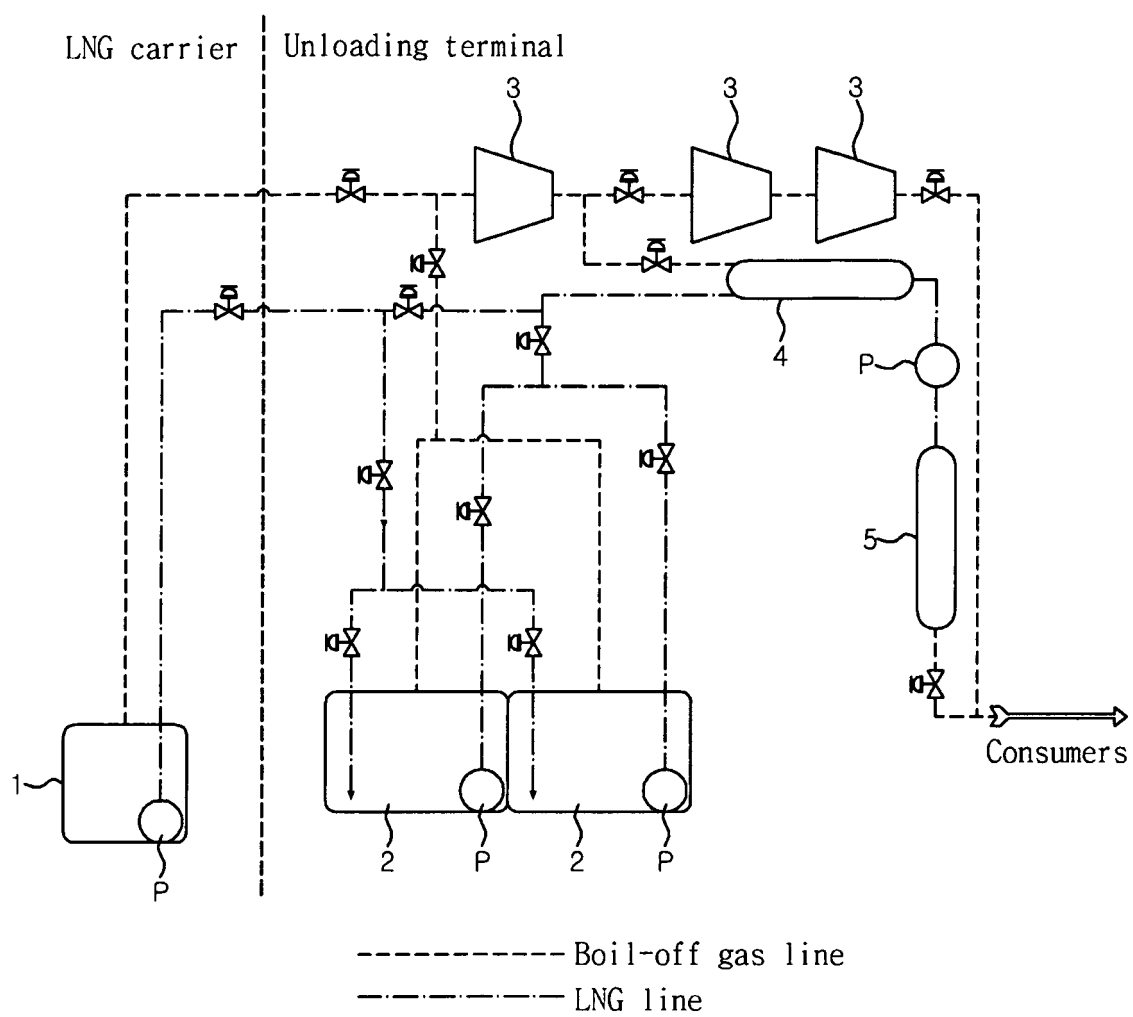 LNG carrier
Unloading terminal
3
3
3
4
P
5
Consumers
1
P
2
P
2
P
Boil-off gas line
LNG line